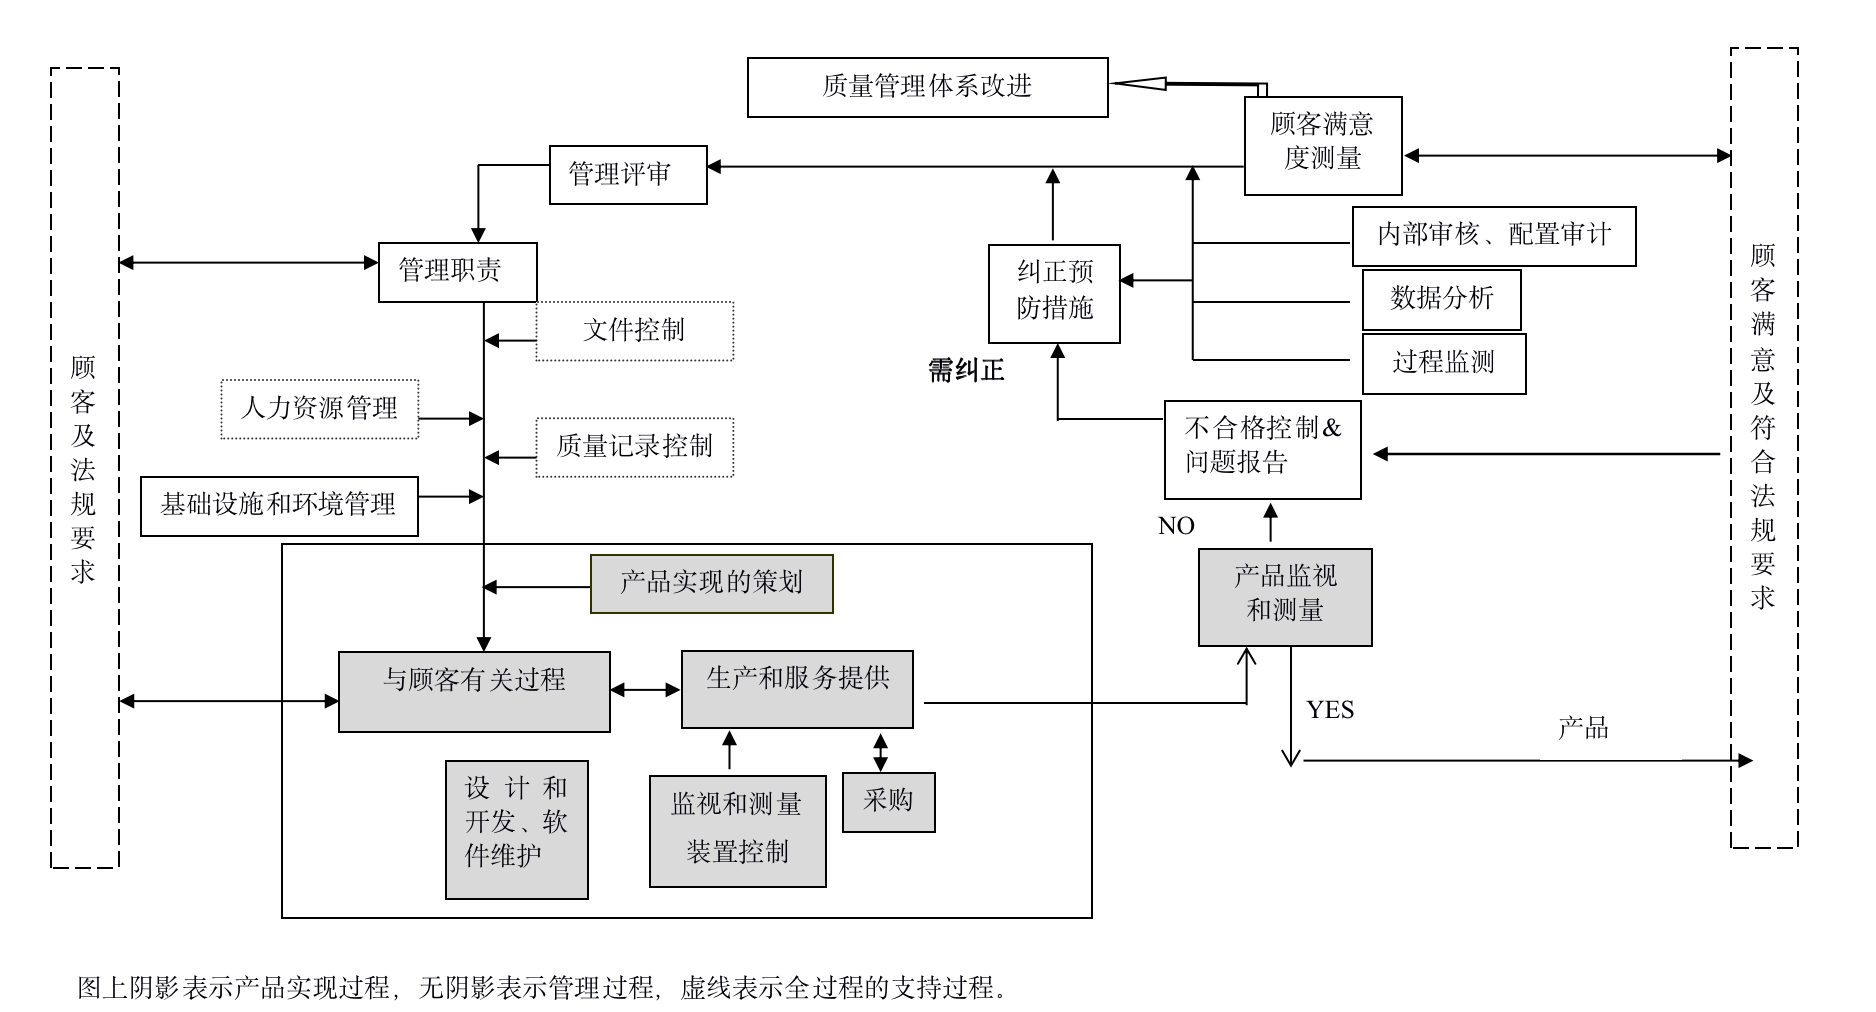 质量管理体系改进
顾客满意
度测量
管理评审
管理职责
内部审核、配置审计
纠正预
防措施
数据分析
过程监测
文件控制
需纠正
人力资源管理
质量记录控制
不合格控制&
问题报告
基础设施和环境管理
NO
顾客及法规要求
顾客满意及符合法规要求
产品实现的策划
产品监视
和测量
与顾客有关过程
生产和服务提供
YES
产品
设计和
开发、软
件维护
监视和测量
装置控制
采购
图上阴影表示产品实现过程，无阴影表示管理过程，虚线表示全过程的支持过程。